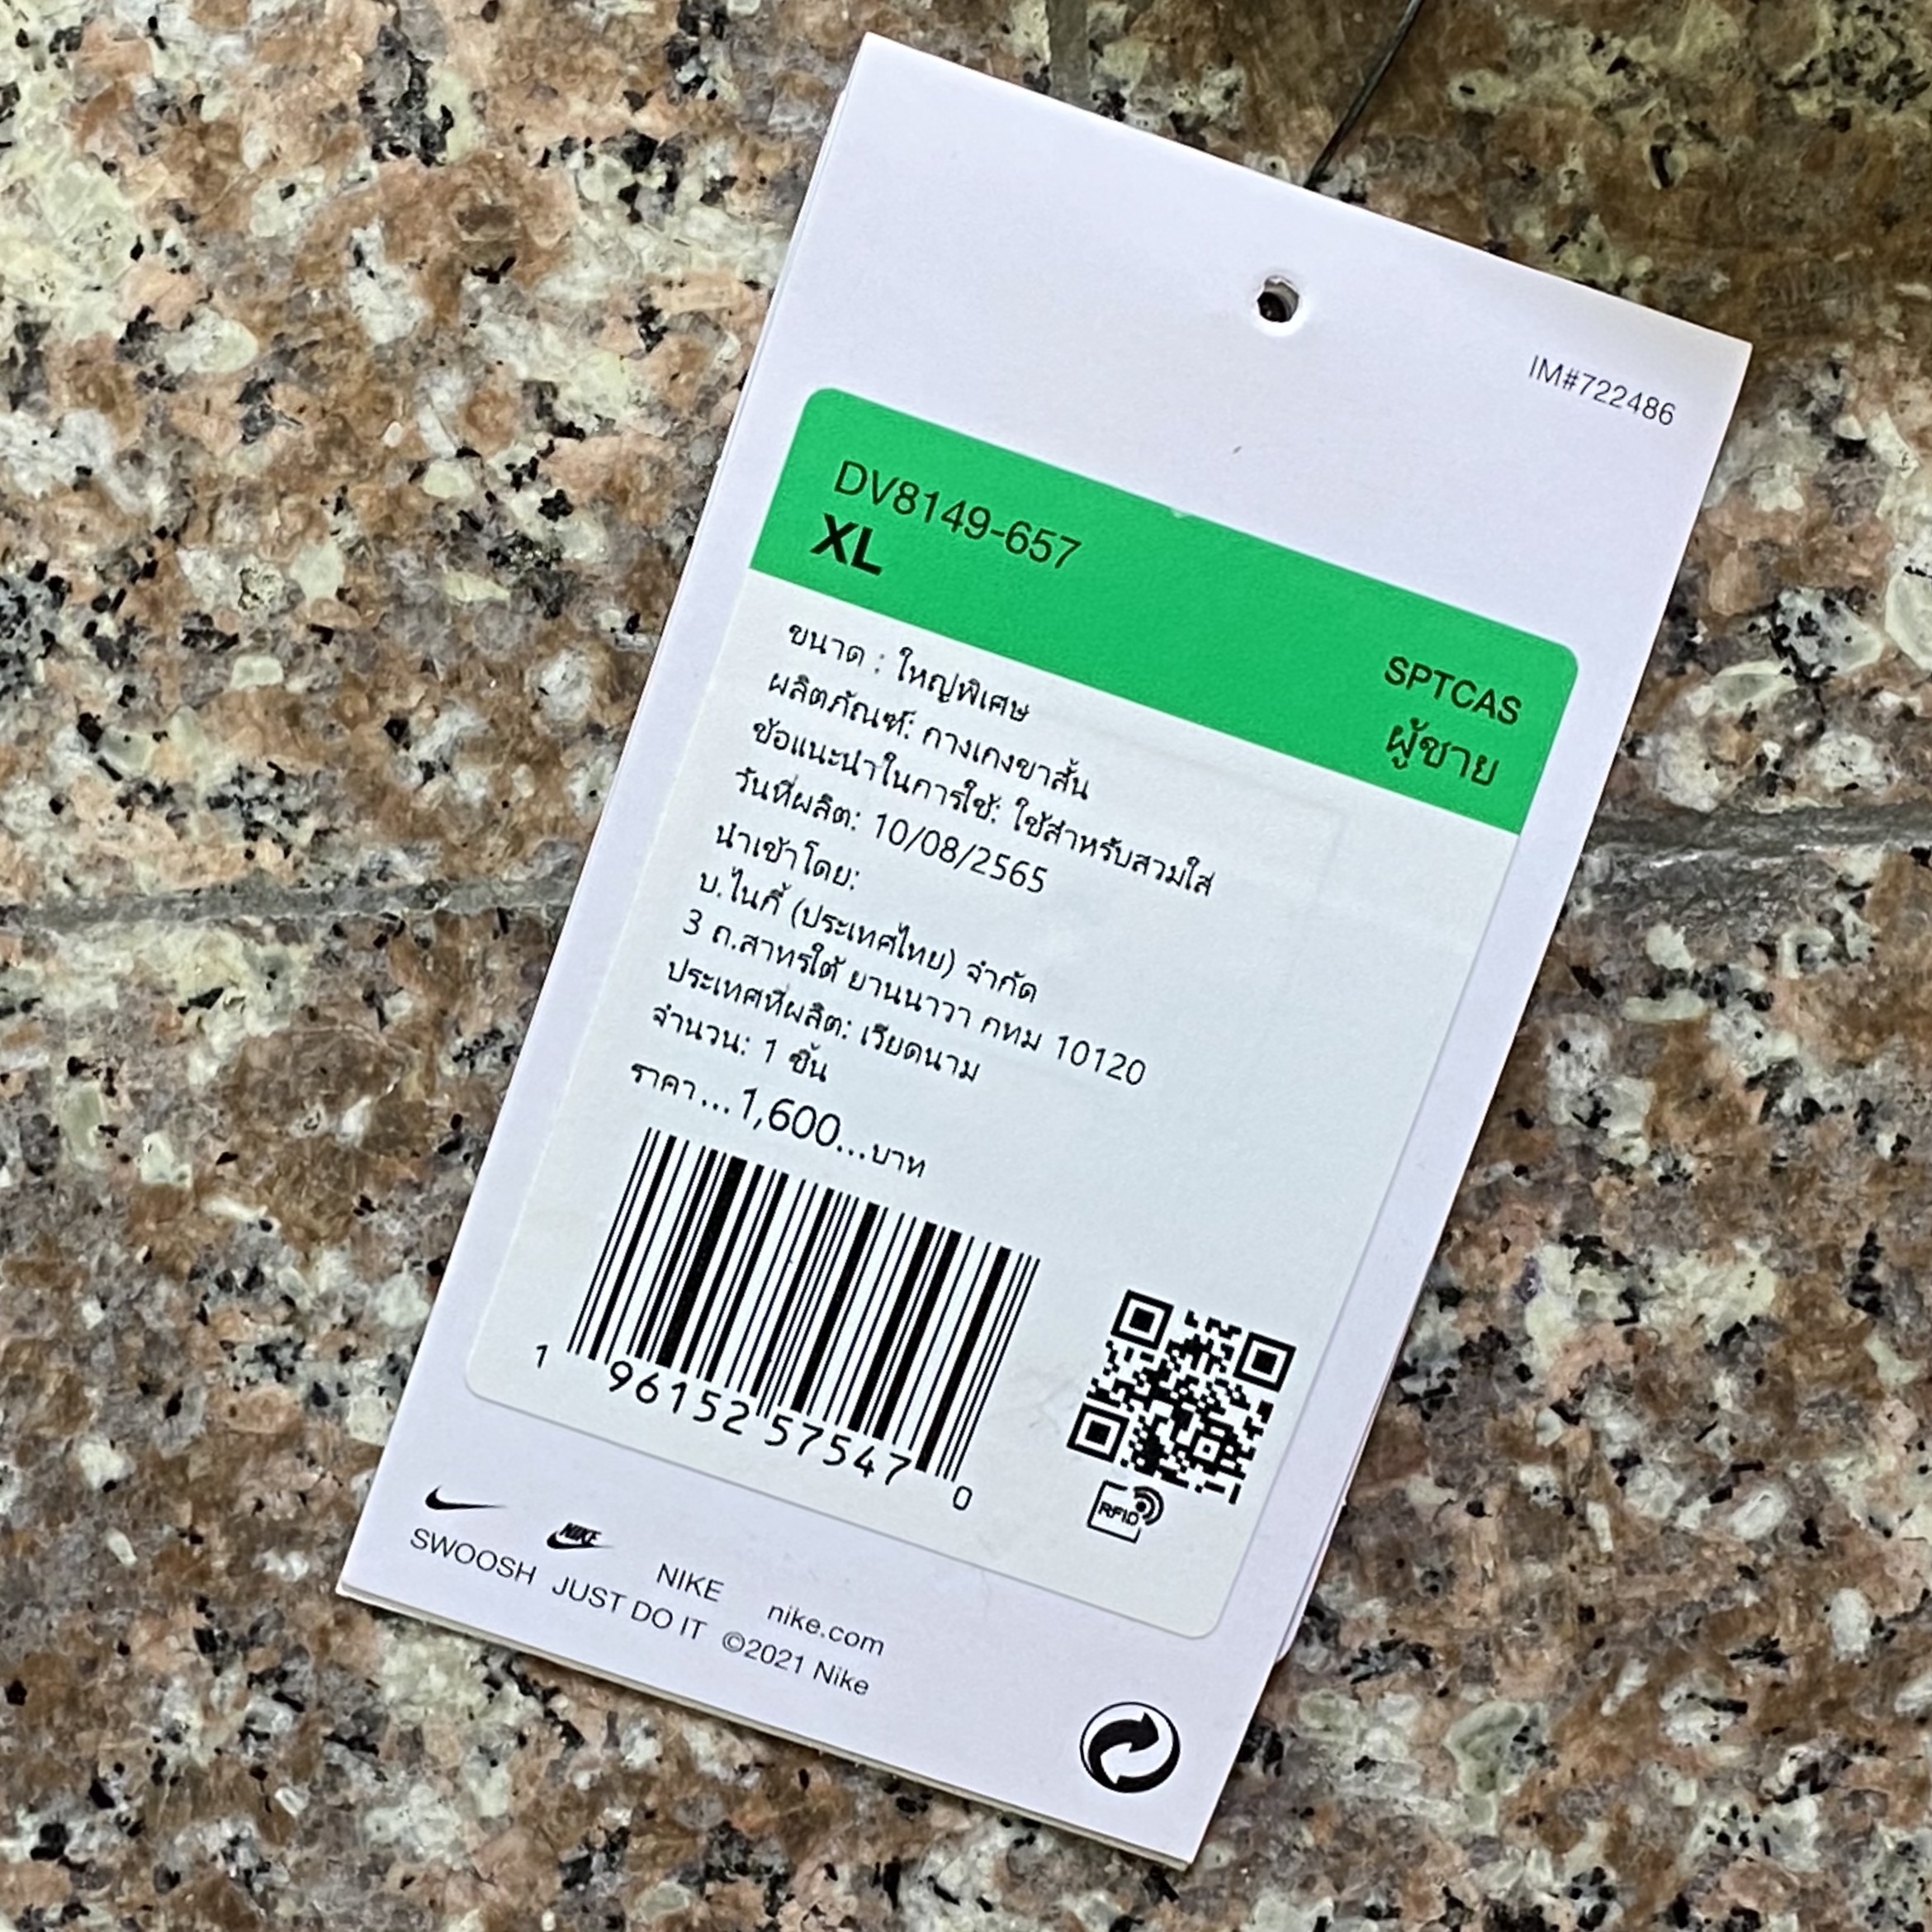 IM#722486
DV8149-657
XL
SPTCAS
ผู้ชาย
ขนาด : ใหญ่พิเศษ
ผลิตภัณฑ์: กางเกงขาสั้น
ข้อแนะนำในการใช้: ใช้สำหรับสวมใส่
วันที่ผลิต: 10/08/2565
นำเข้าโดย:
บ.ไนกี้ (ประเทศไทย) จำกัด
3 ถ.สาทรใต้ ยานนาวา กทม 10120
ประเทศที่ผลิต: เวียดนาม
จำนวน: 1 ชิ้น
ราคา...1,600...บาท
1 96152 57547 0
RFID
NIKE NIKE nike.com
SWOOSH JUST DO IT ©2021 Nike